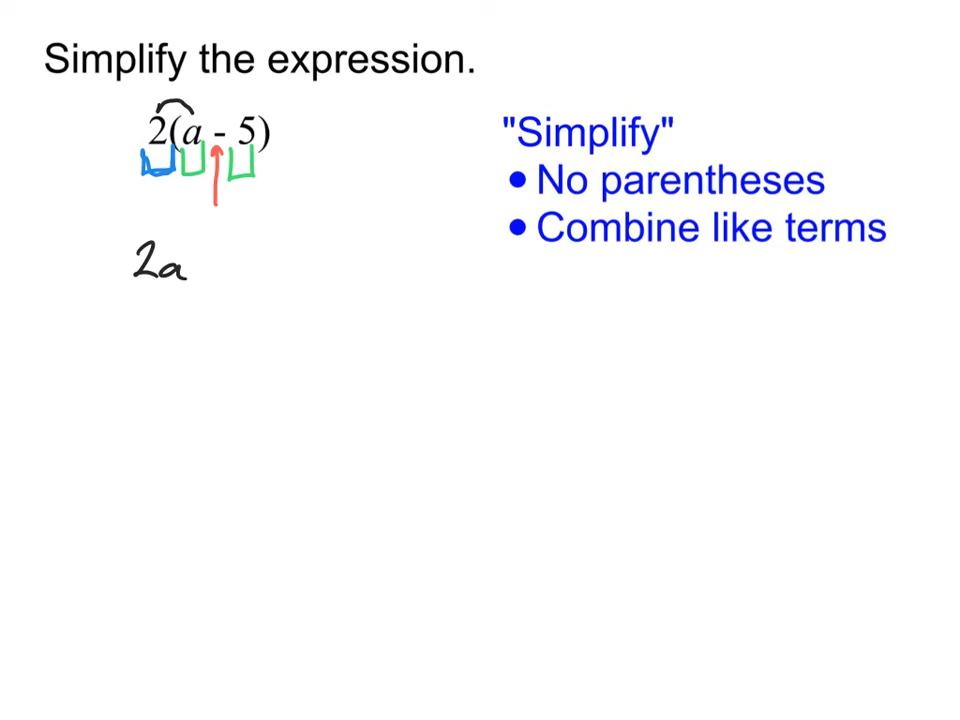 Simplify the expression.
2(a - 5)
"Simplify"
• No parentheses
• Combine like terms
2a